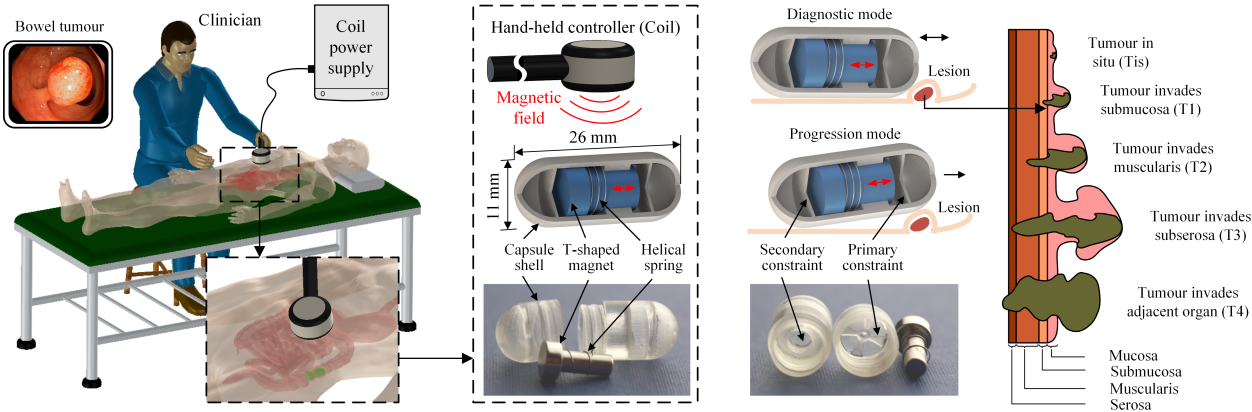 Bowel tumour
Clinician
Coil
power
supply
Hand-held controller (Coil)
Magnetic
field
26 mm
11 mm
Capsule
shell
T-shaped
magnet
Helical
spring
Diagnostic mode
Lesion
Progression mode
Lesion
Secondary
constraint
Primary
constraint
Tumour in
situ (Tis)
Tumour invades
submucosa (T1)
Tumour invades
muscularis (T2)
Tumour invades
subserosa (T3)
Tumour invades
adjacent organ (T4)
Mucosa
Submucosa
Muscularis
Serosa